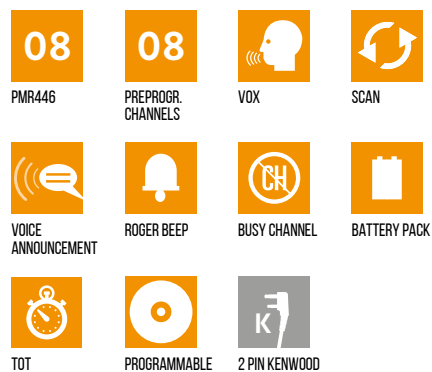 08
08
PMR446
PREPROGR.
CHANNELS
VOX
SCAN
CH
VOICE
ANNOUNCEMENT
ROGER BEEP
BUSY CHANNEL
BATTERY PACK
K
TOT
PROGRAMMABLE
2 PIN KENWOOD